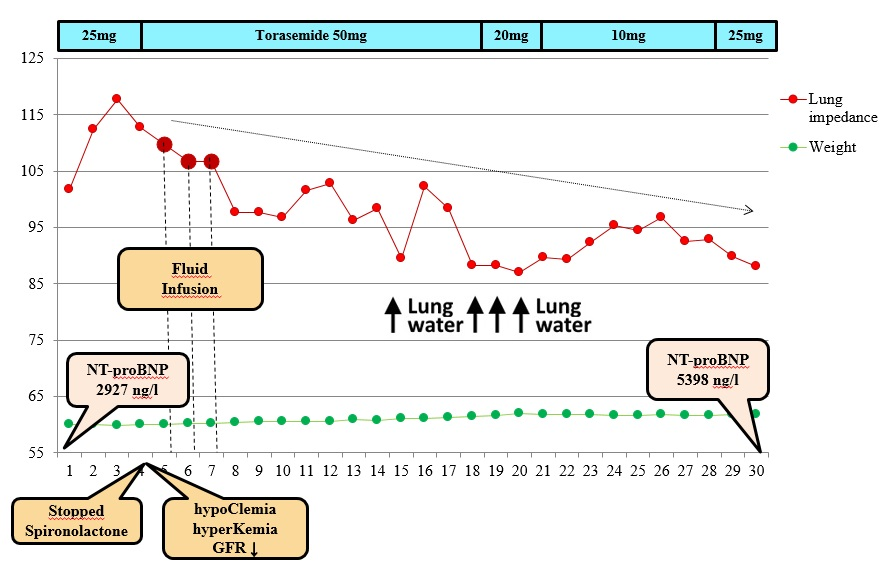 25mg
Torasemide 50mg
20mg
10mg
25mg
125
115
105
95
85
75
65
55
Lung
impedance
Weight
Fluid
Infusion
Lung
water
Lung
water
NT-proBNP
2927 ng/l
NT-proBNP
5398 ng/l
1 2 3 4 5 6 7 8 9 10 11 12 13 14 15 16 17 18 19 20 21 22 23 24 25 26 27 28 29 30
Stopped
Spironolactone
hypoClemia
hyperKemia
GFR ↓